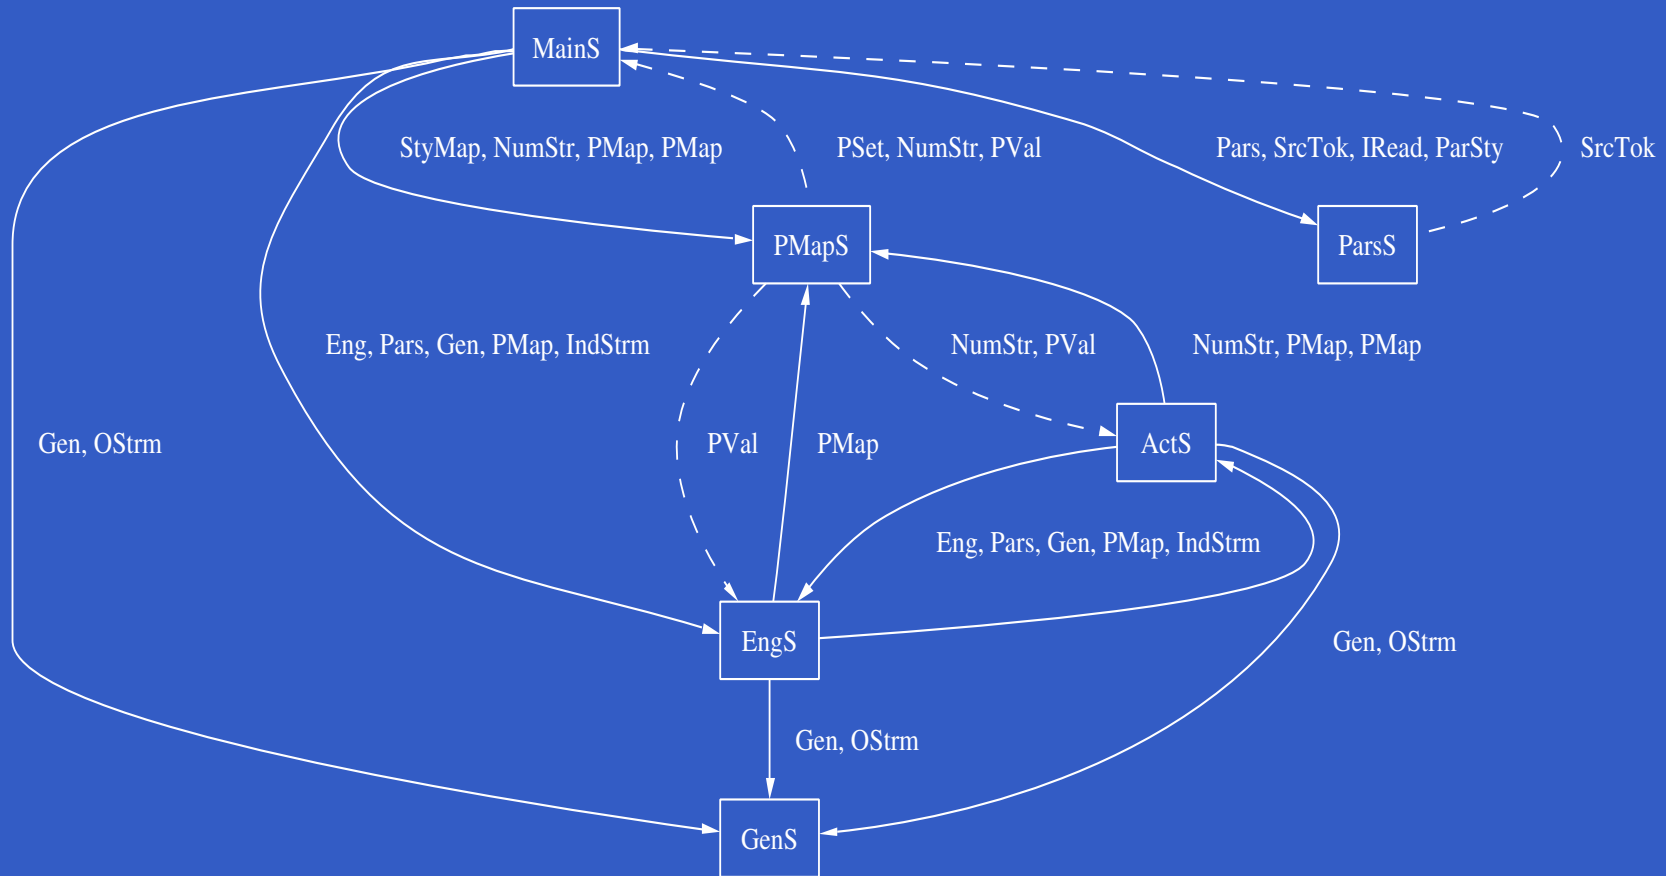 MainS
StyMap, NumStr, PMap, PMap
PSet, NumStr, PVal
Pars, SrcTok, IRead, ParSty
SrcTok
PMapS
ParsS
Eng, Pars, Gen, PMap, IndStrm
NumStr, PVal
NumStr, PMap, PMap
Gen, OStrm
PVal
PMap
ActS
Eng, Pars, Gen, PMap, IndStrm
EngS
Gen, OStrm
Gen, OStrm
GenS